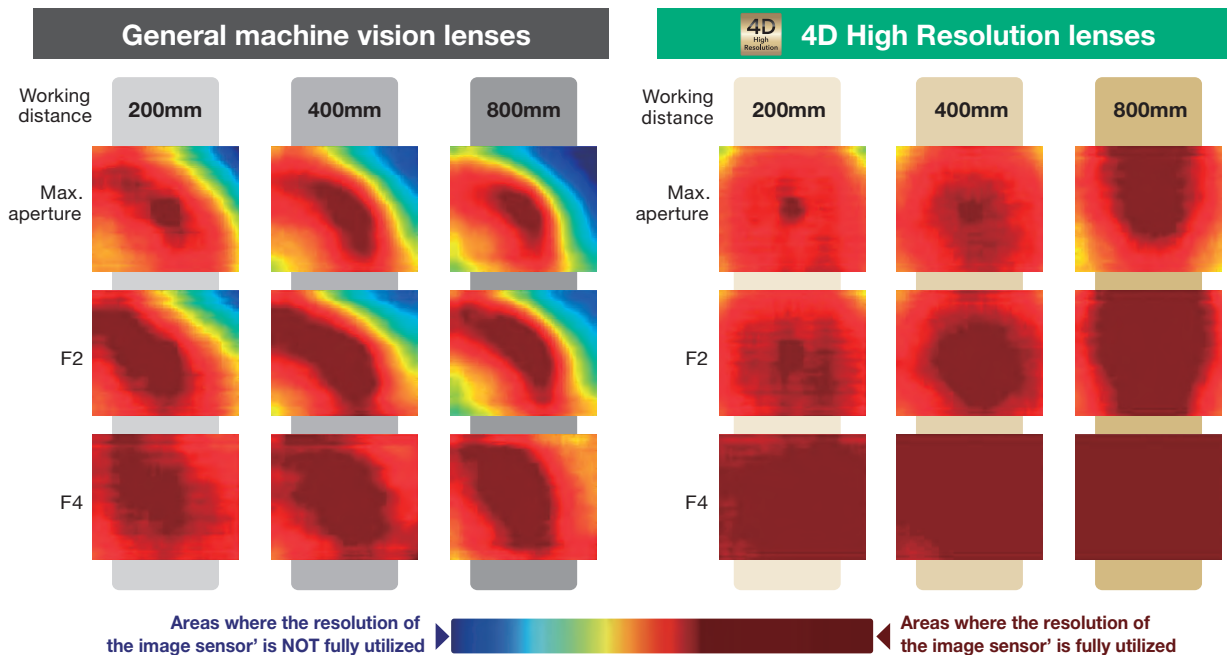 General machine vision lenses
4D
High
Resolution
4D High Resolution lenses
Working
distance
200mm
400mm
800mm
Working
distance
200mm
400mm
800mm
Max.
aperture
Max.
aperture
F2
F2
F4
F4
Areas where the resolution of
the image sensor’ is NOT fully utilized
Areas where the resolution of
the image sensor’ is fully utilized